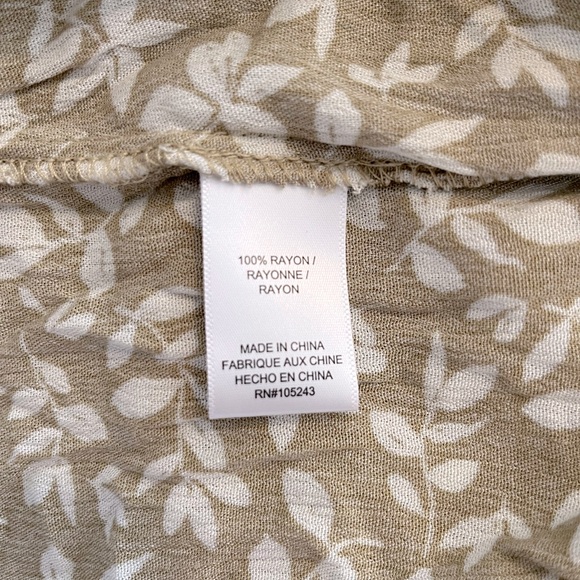 100% RAYON /
RAYONNE /
RAYON
MADE IN CHINA
FABRIQUE AUX CHINE
HECHO EN CHINA
RN#105243